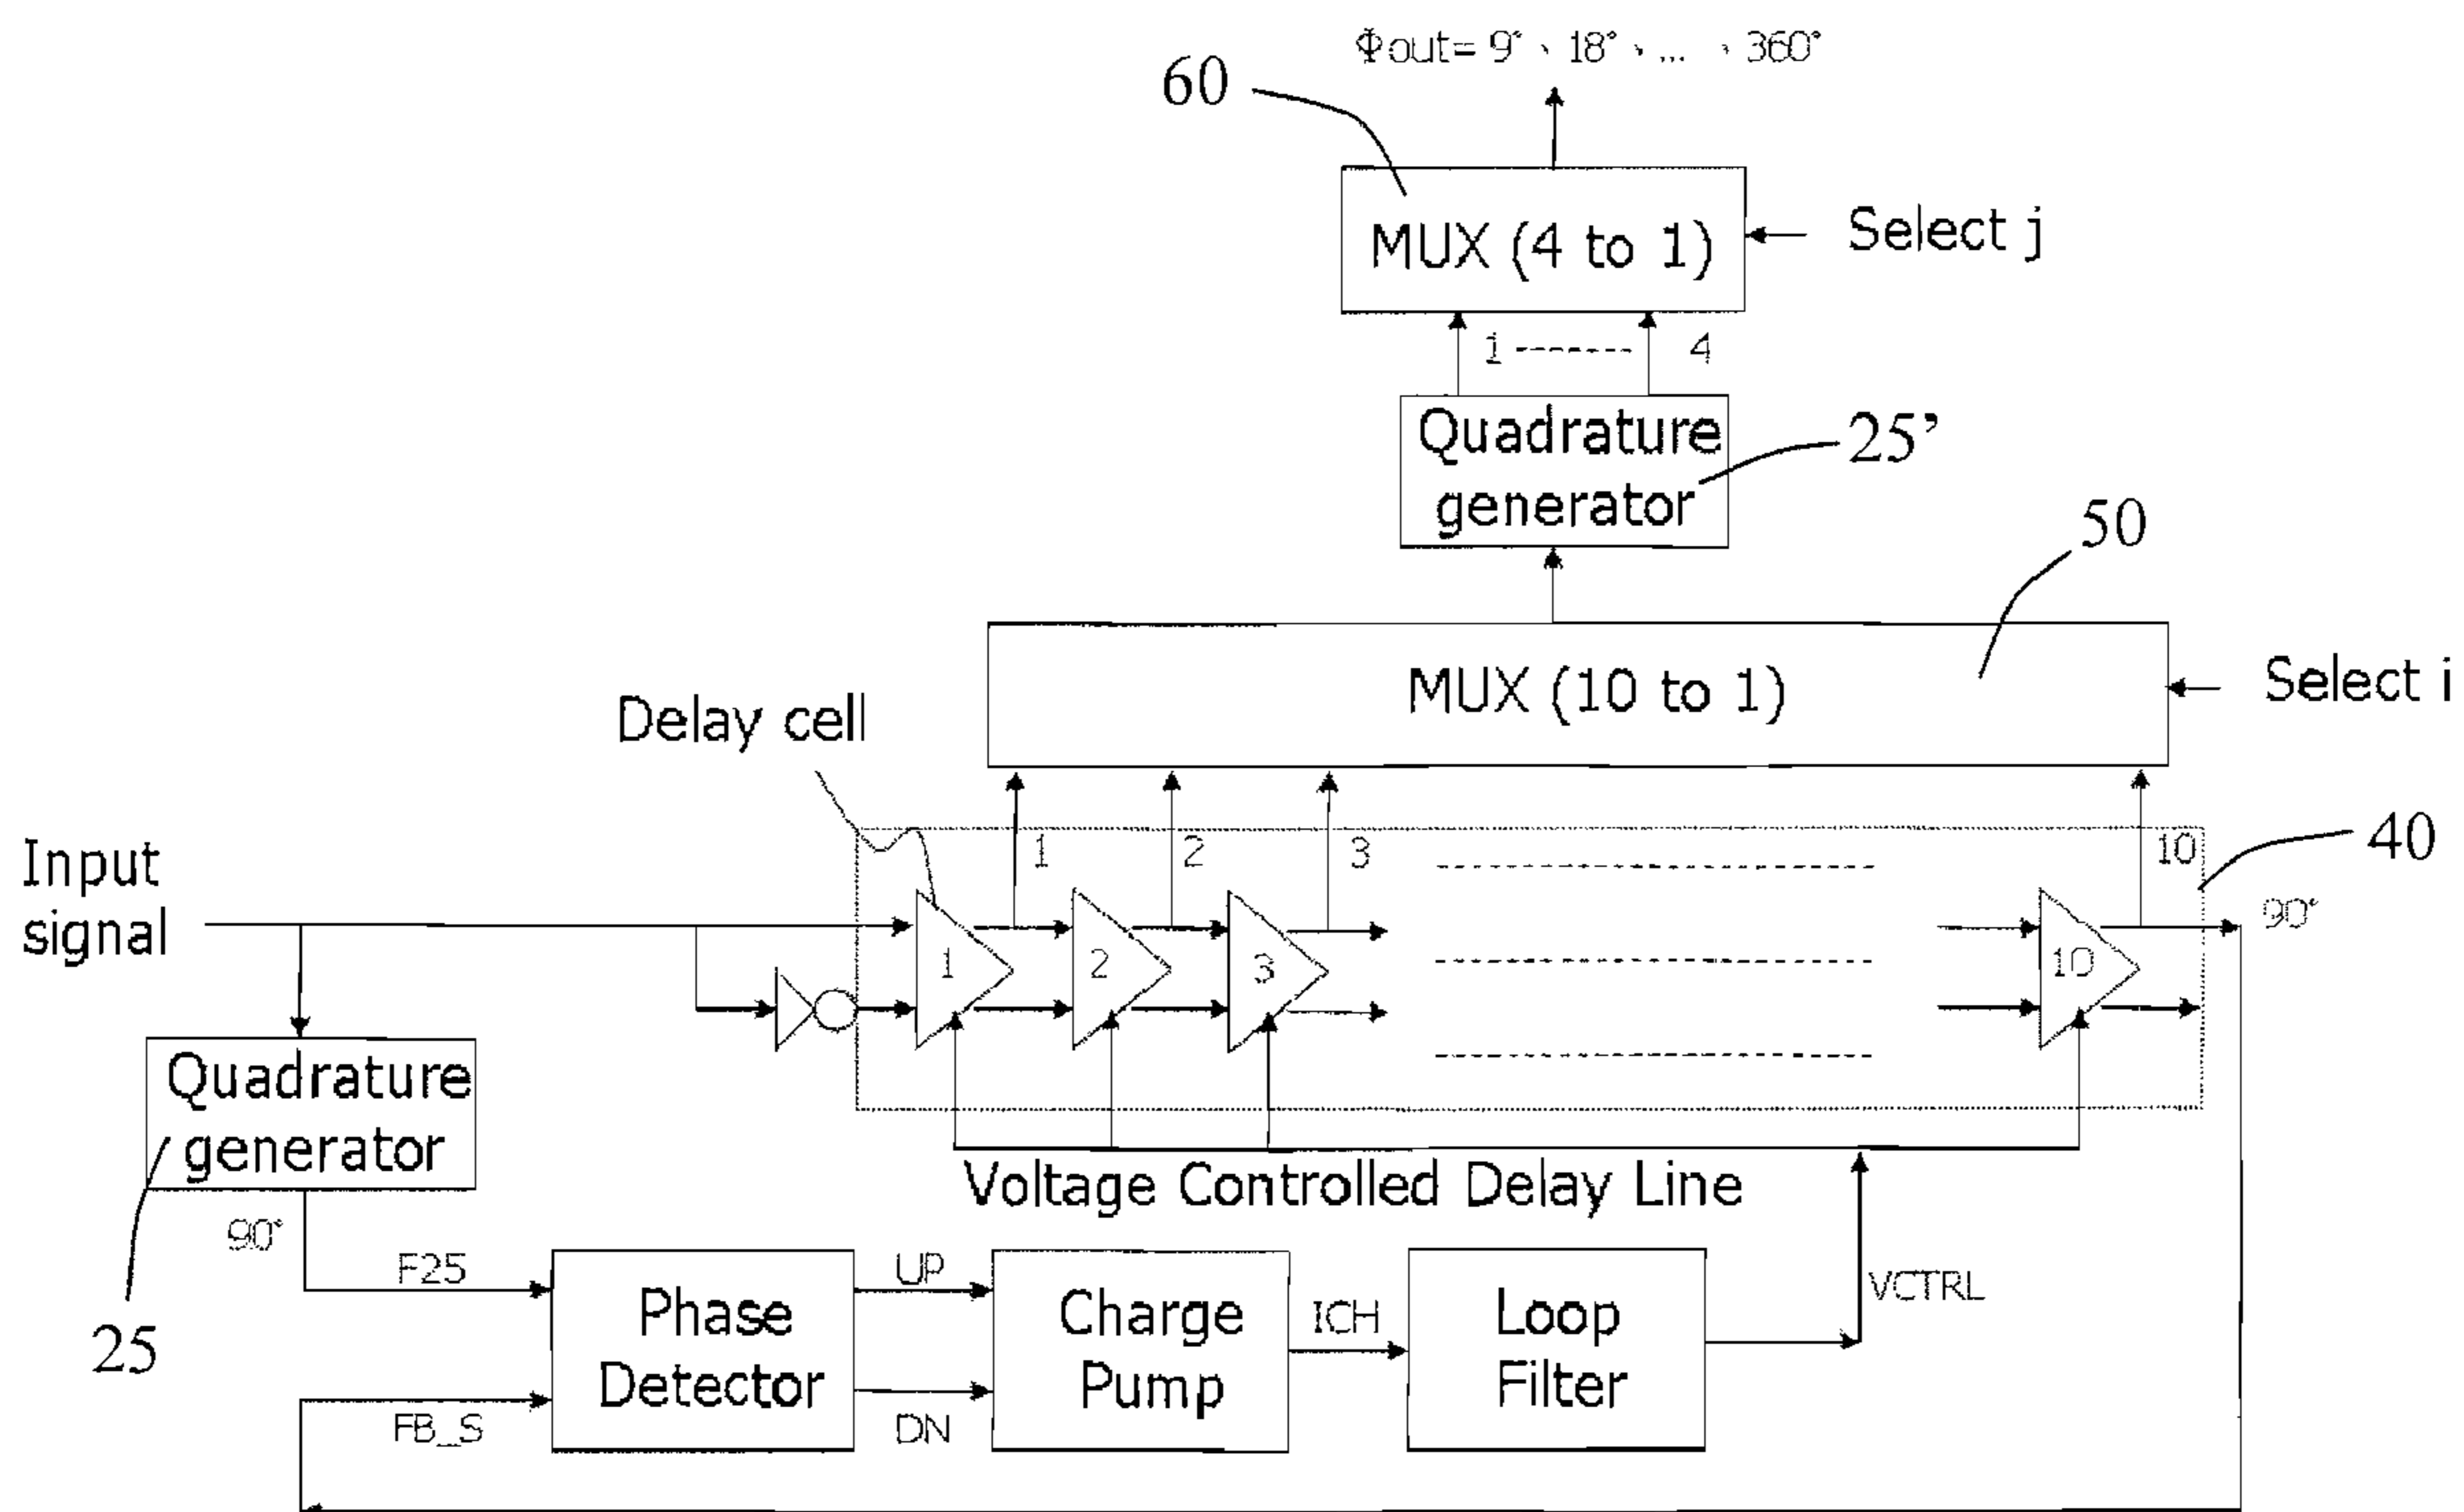 Φout= 9°、18°、...、360°
60
MUX (4 to 1)
Select j
1 ------- 4
Quadrature
generator
25’
50
MUX (10 to 1)
Select i
Delay cell
1
2
3
10
40
Input
signal
1
2
3
10
90°
Quadrature
generator
Voltage Controlled Delay Line
90°
25
F25
FB_S
Phase
Detector
UP
DN
Charge
Pump
ICH
Loop
Filter
VCTRL